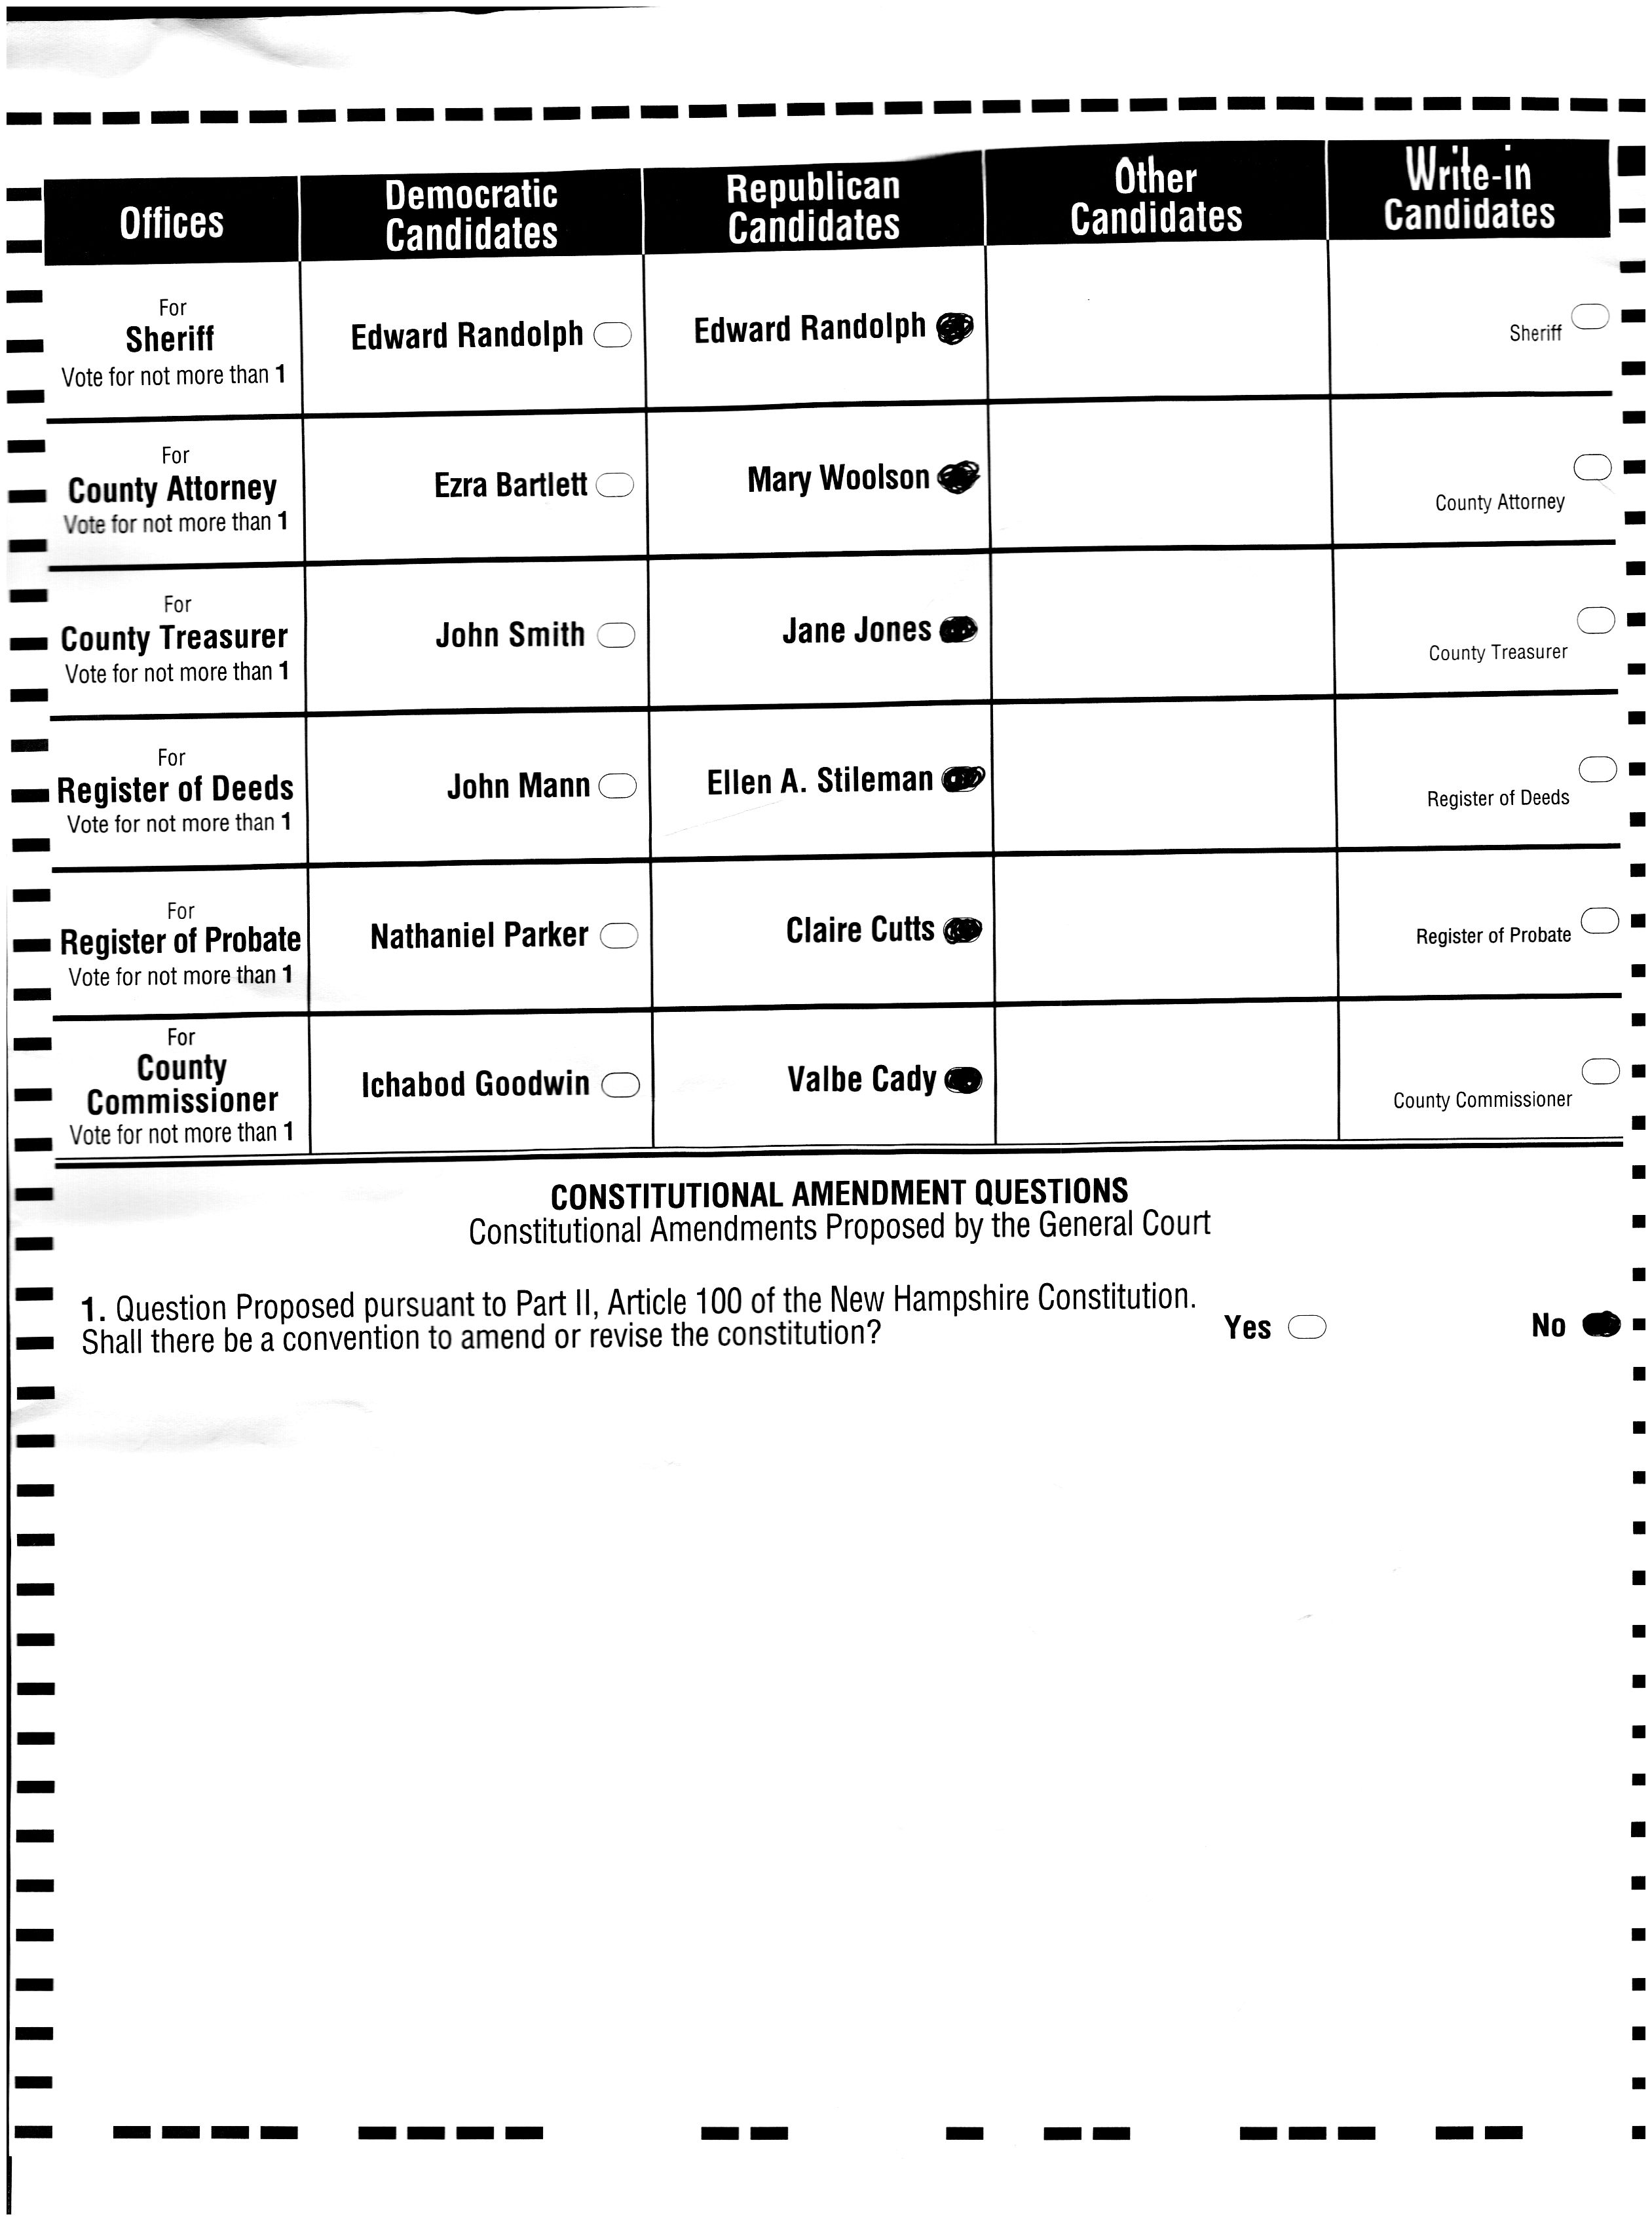 Offices
Democratic
Candidates
Republican
Candidates
Other
Candidates
Write-in
Candidates
For
Sheriff
Vote for not more than 1
Edward Randolph
Edward Randolph
Sheriff
For
County Attorney
Vote for not more than 1
Ezra Bartlett
Mary Woolson
County Attorney
For
County Treasurer
Vote for not more than 1
John Smith
Jane Jones
County Treasurer
For
Register of Deeds
Vote for not more than 1
John Mann
Ellen A. Stileman
Register of Deeds
For
Register of Probate
Vote for not more than 1
Nathaniel Parker
Claire Cutts
Register of Probate
For
County
Commissioner
Vote for not more than 1
Ichabod Goodwin
Valbe Cady
County Commissioner
CONSTITUTIONAL AMENDMENT QUESTIONS
Constitutional Amendments Proposed by the General Court
1. Question Proposed pursuant to Part II, Article 100 of the New Hampshire Constitution.
Shall there be a convention to amend or revise the constitution?
Yes
No